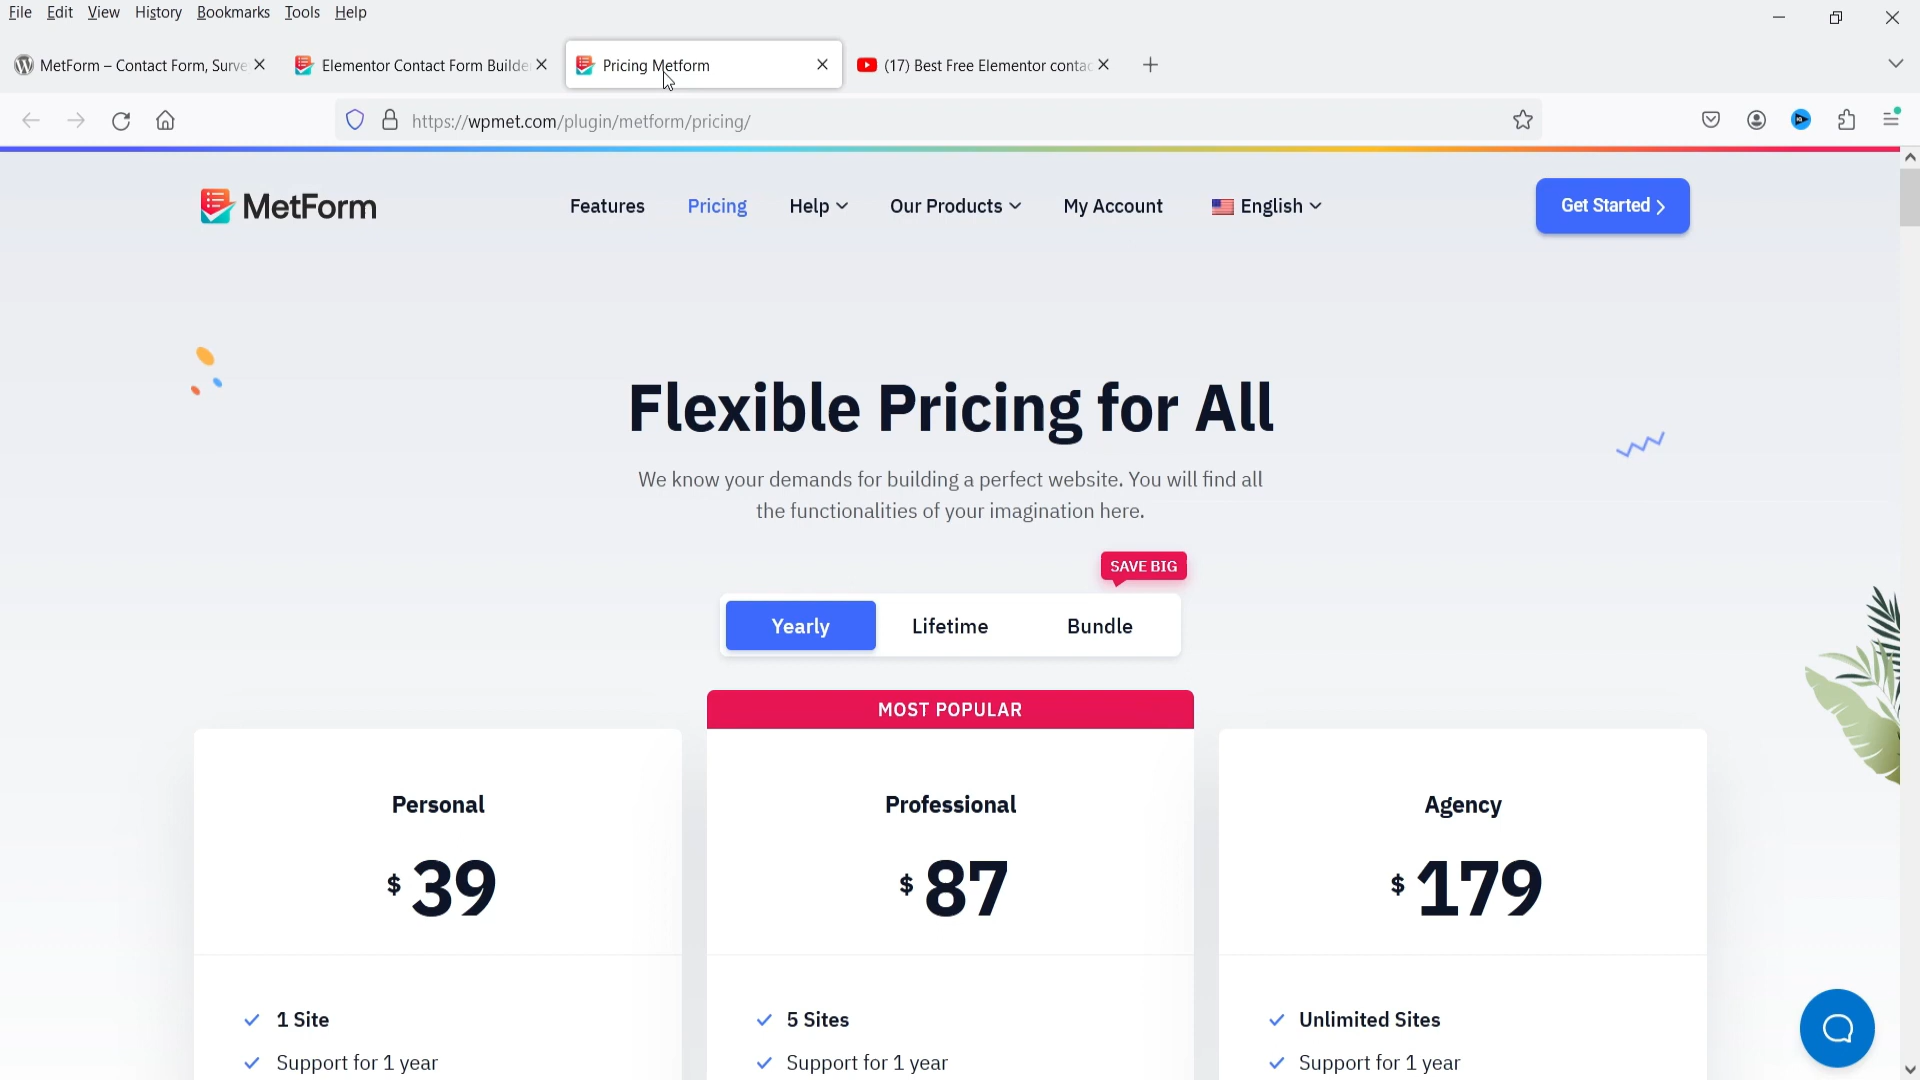 File Edit View History Bookmarks Tools Help
MetForm – Contact Form, Surve
Elementor Contact Form Builde
Pricing Metform
(17) Best Free Elementor contac
https://wpmet.com/plugin/metform/pricing/
MetForm
Features
Pricing
Help
Our Products
My Account
English
Get Started
Flexible Pricing for All
We know your demands for building a perfect website. You will find all
the functionalities of your imagination here.
SAVE BIG
Yearly
Lifetime
Bundle
MOST POPULAR
Personal
$ 39
1 Site
Support for 1 year
Professional
$ 87
5 Sites
Support for 1 year
Agency
$ 179
Unlimited Sites
Support for 1 year